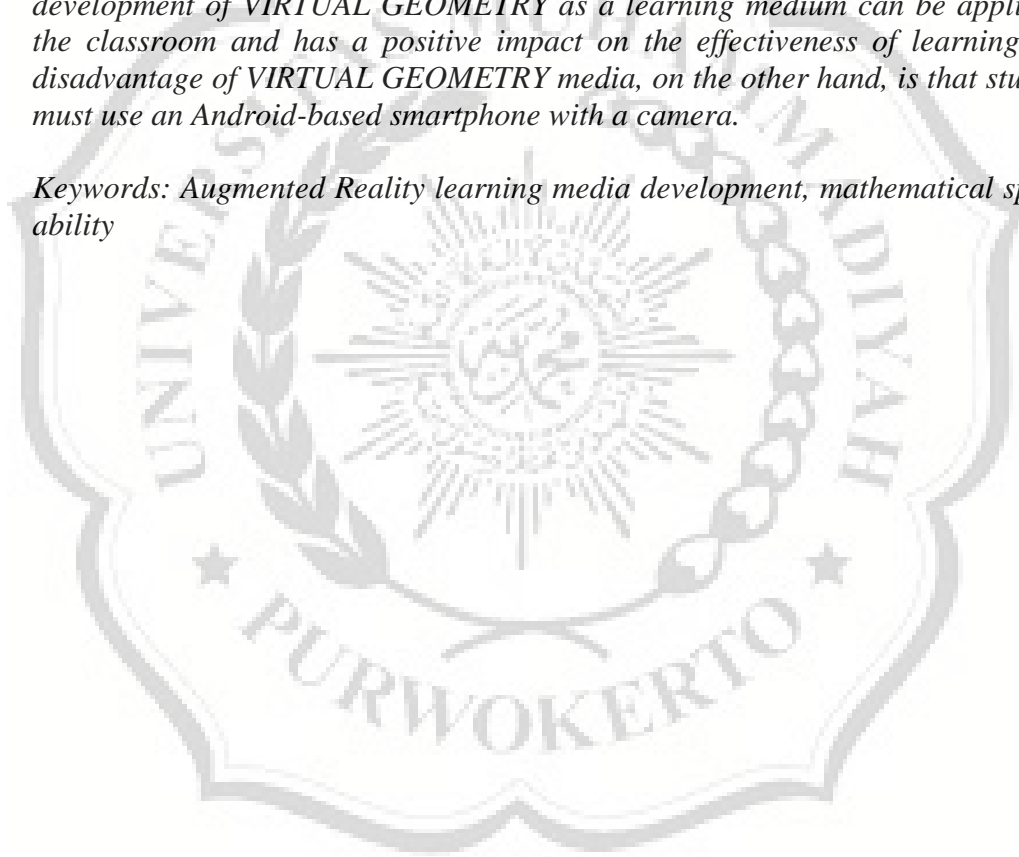 development of VIRTUAL GEOMETRY as a learning medium can be appli
the classroom and has a positive impact on the effectiveness of learning
disadvantage of VIRTUAL GEOMETRY media, on the other hand, is that stu
must use an Android-based smartphone with a camera.
Keywords: Augmented Reality learning media development, mathematical sp
ability
UNIVERSITAS MUHAMMADIYAH
PURWOKERTO